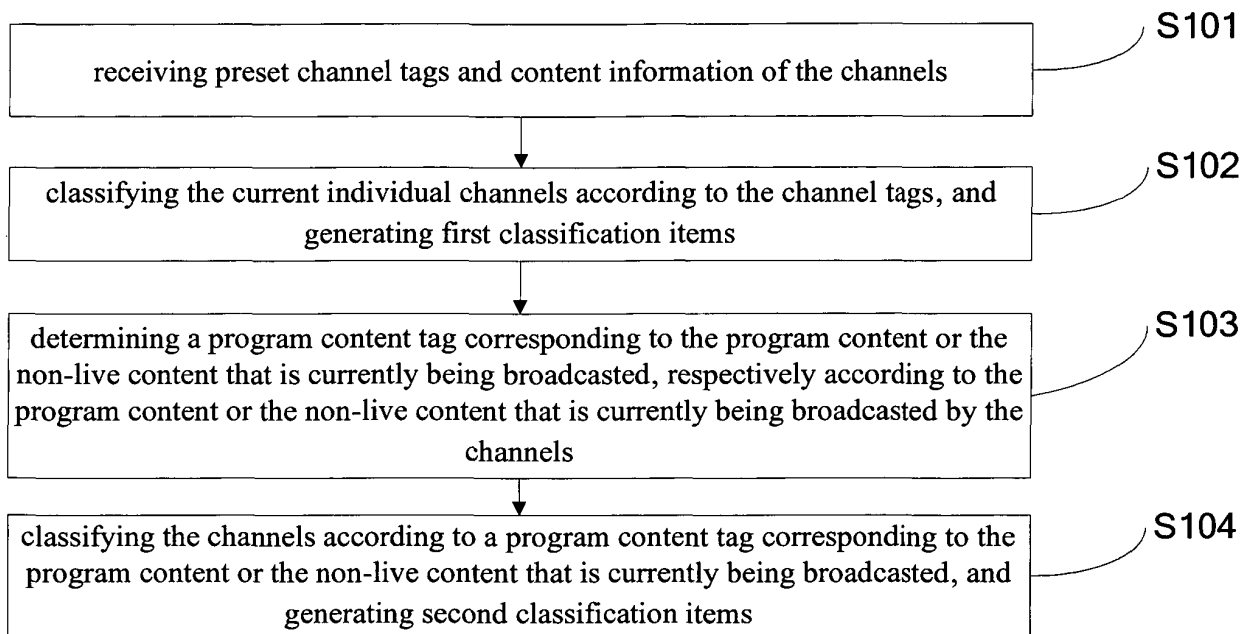 receiving preset channel tags and content information of the channels
S101
classifying the current individual channels according to the channel tags, and
generating first classification items
S102
determining a program content tag corresponding to the program content or the
non-live content that is currently being broadcasted, respectively according to the
program content or the non-live content that is currently being broadcasted by the
channels
S103
classifying the channels according to a program content tag corresponding to the
program content or the non-live content that is currently being broadcasted, and
generating second classification items
S104